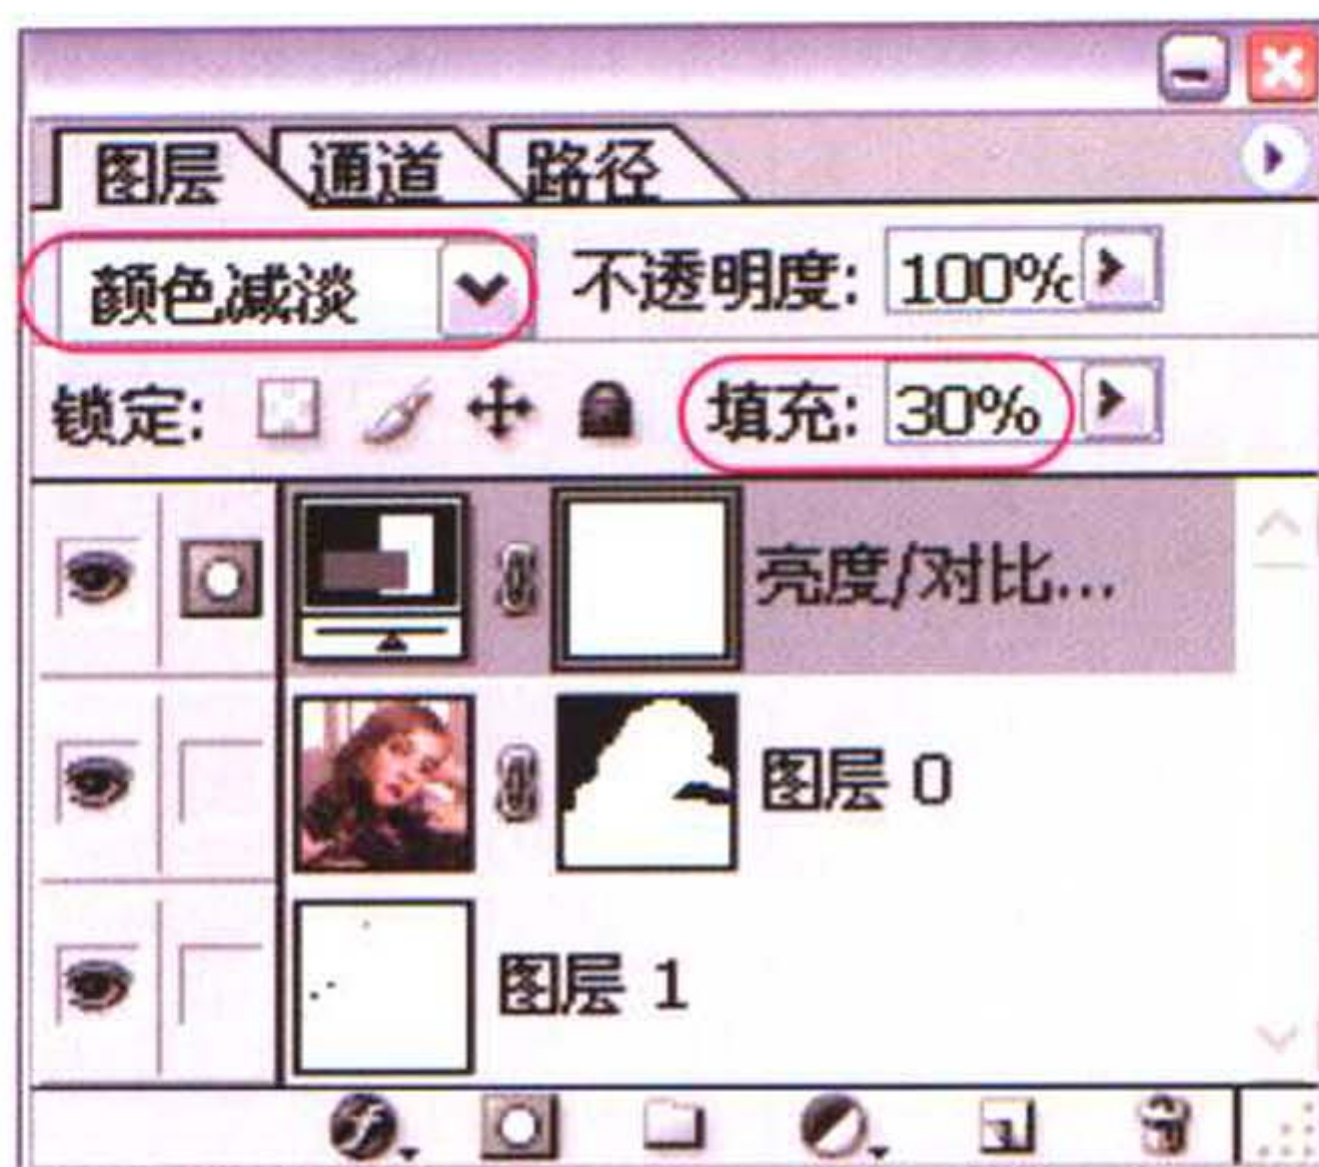 图层 通道 路径
颜色减淡 不透明度: 100%
锁定: 填充: 30%
亮度/对比...
图层 0
图层 1